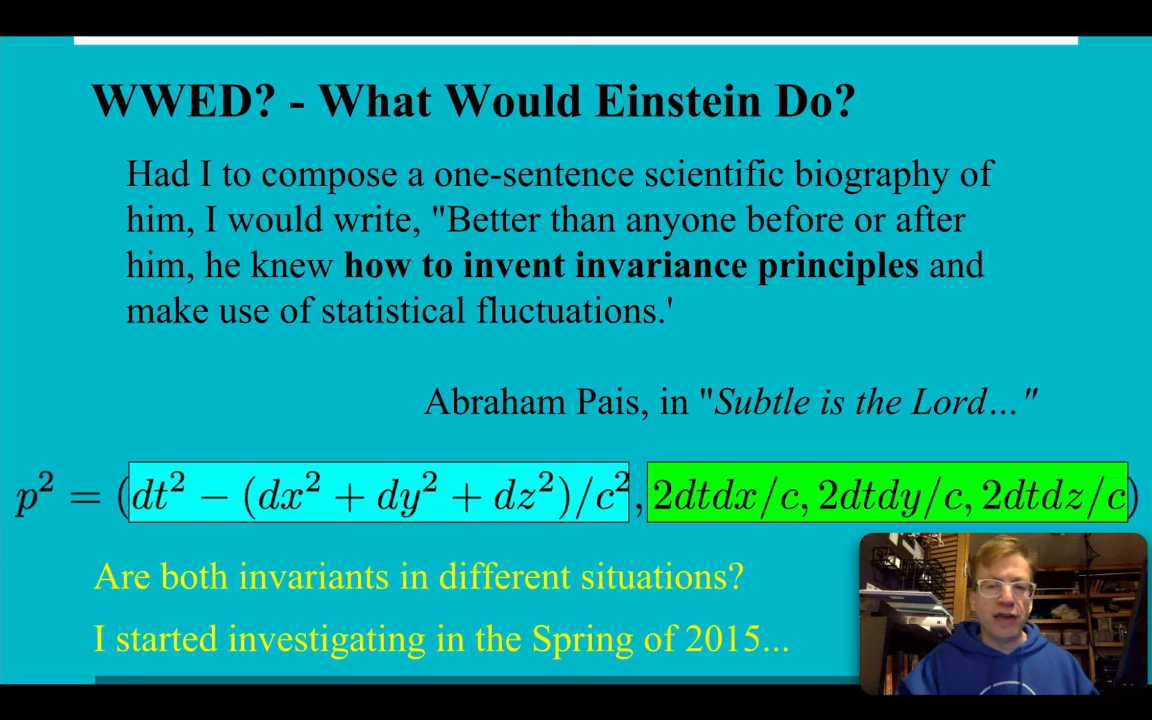 WWED? - What Would Einstein Do?
Had I to compose a one-sentence scientific biography of
him, I would write, "Better than anyone before or after
him, he knew how to invent invariance principles and
make use of statistical fluctuations.'
Abraham Pais, in "Subtle is the Lord…"
p² = (dt² − (dx² + dy² + dz²)/c², 2dtdx/c, 2dtdy/c, 2dtdz/c)
Are both invariants in different situations?
I started investigating in the Spring of 2015...